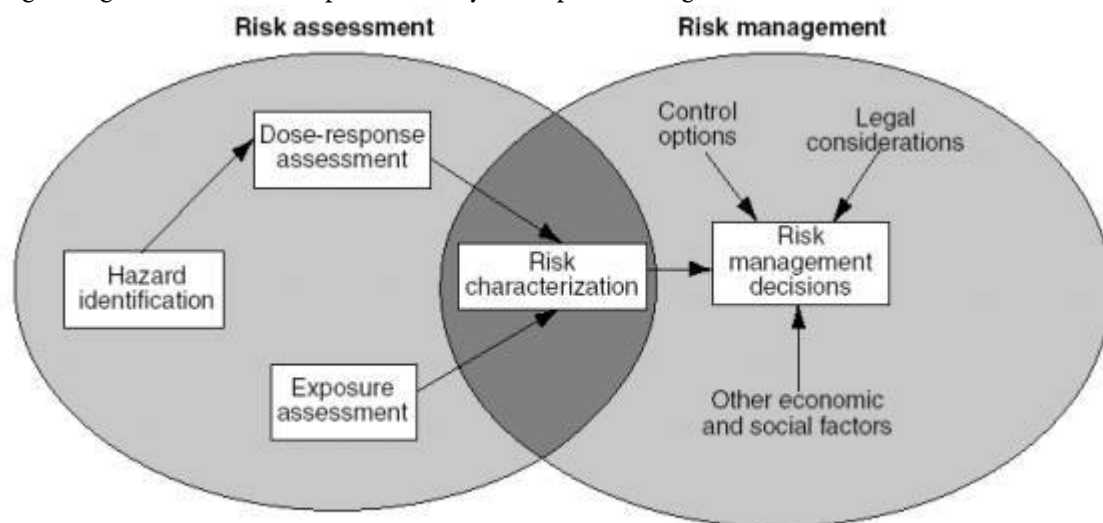 Risk assessment
Risk management
Dose-response
assessment
Control
options
Legal
considerations
Hazard
identification
Risk
characterization
Risk
management
decisions
Exposure
assessment
Other economic
and social factors